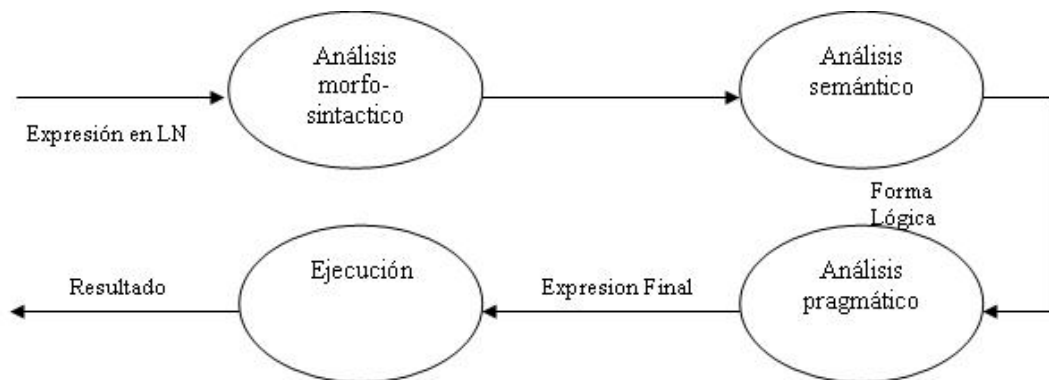 Análisis
morfo-
sintactico
Análisis
semántico
Expresión en LN
Forma
Lógica
Análisis
pragmático
Expresion Final
Ejecución
Resultado